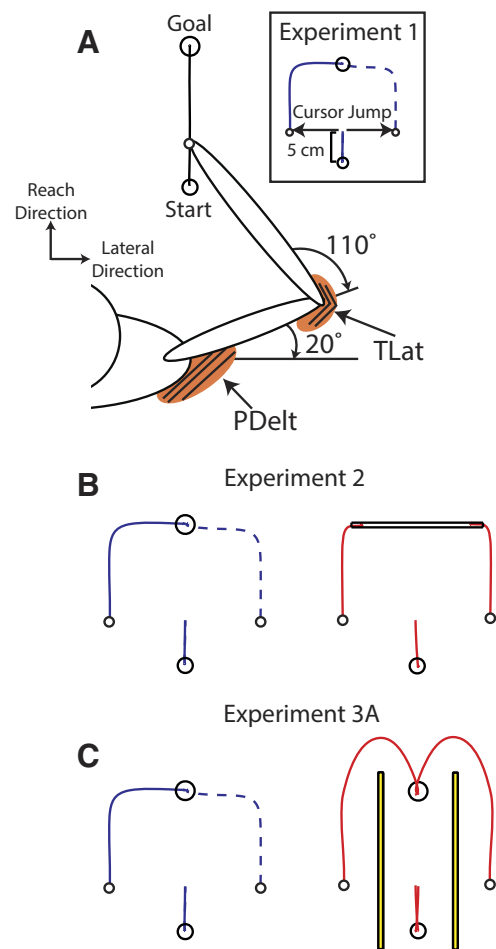 A
Goal
Experiment 1
Cursor Jump
5 cm
Reach
Direction
Start
Lateral
Direction
110°
20°
TLat
PDelt
Experiment 2
B
Experiment 3A
C